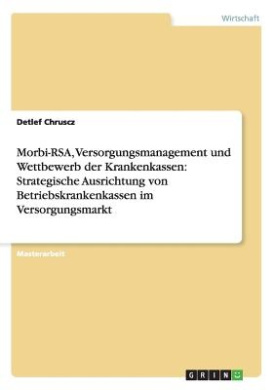 Wirtschaft
Detlef Chruscz
Morbi-RSA, Versorgungsmanagement und
Wettbewerb der Krankenkassen:
Strategische Ausrichtung von
Betriebskrankenkassen im
Versorgungsmarkt
Masterarbeit
GRIN